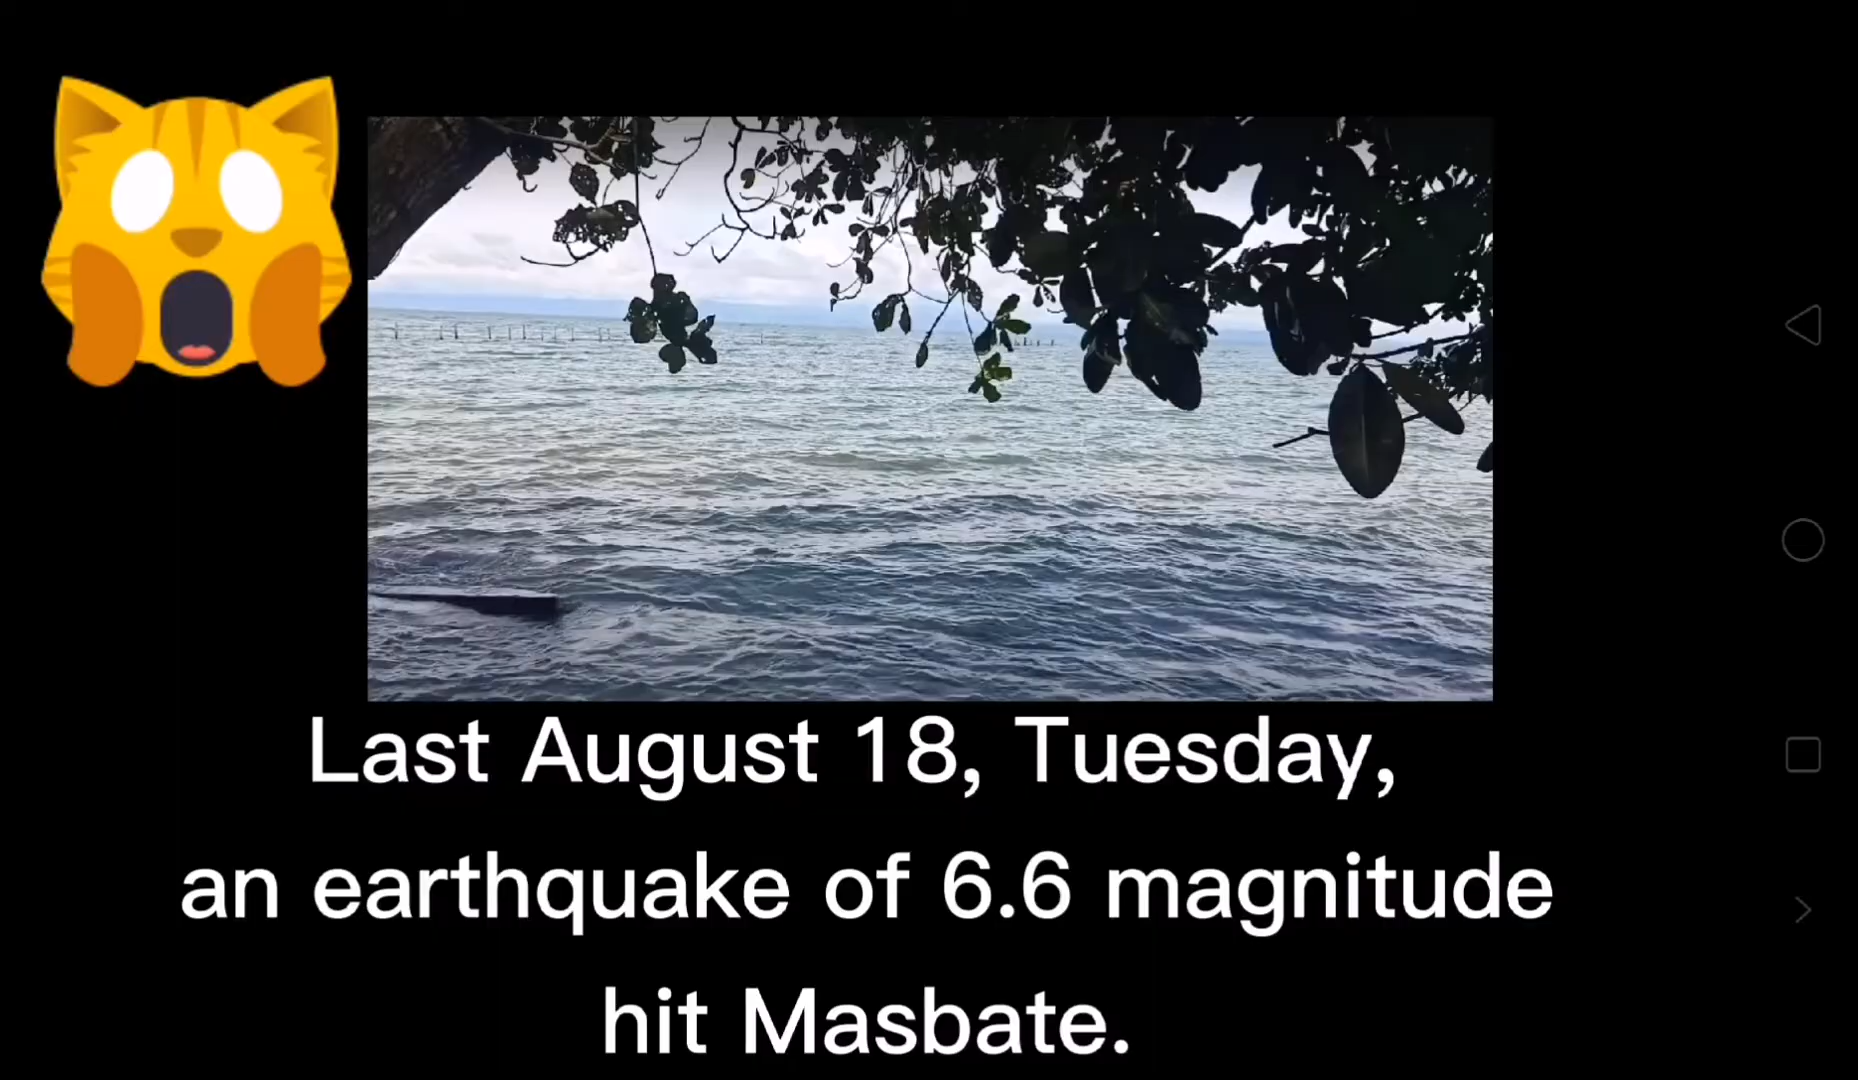 Last August 18, Tuesday,
an earthquake of 6.6 magnitude
hit Masbate.